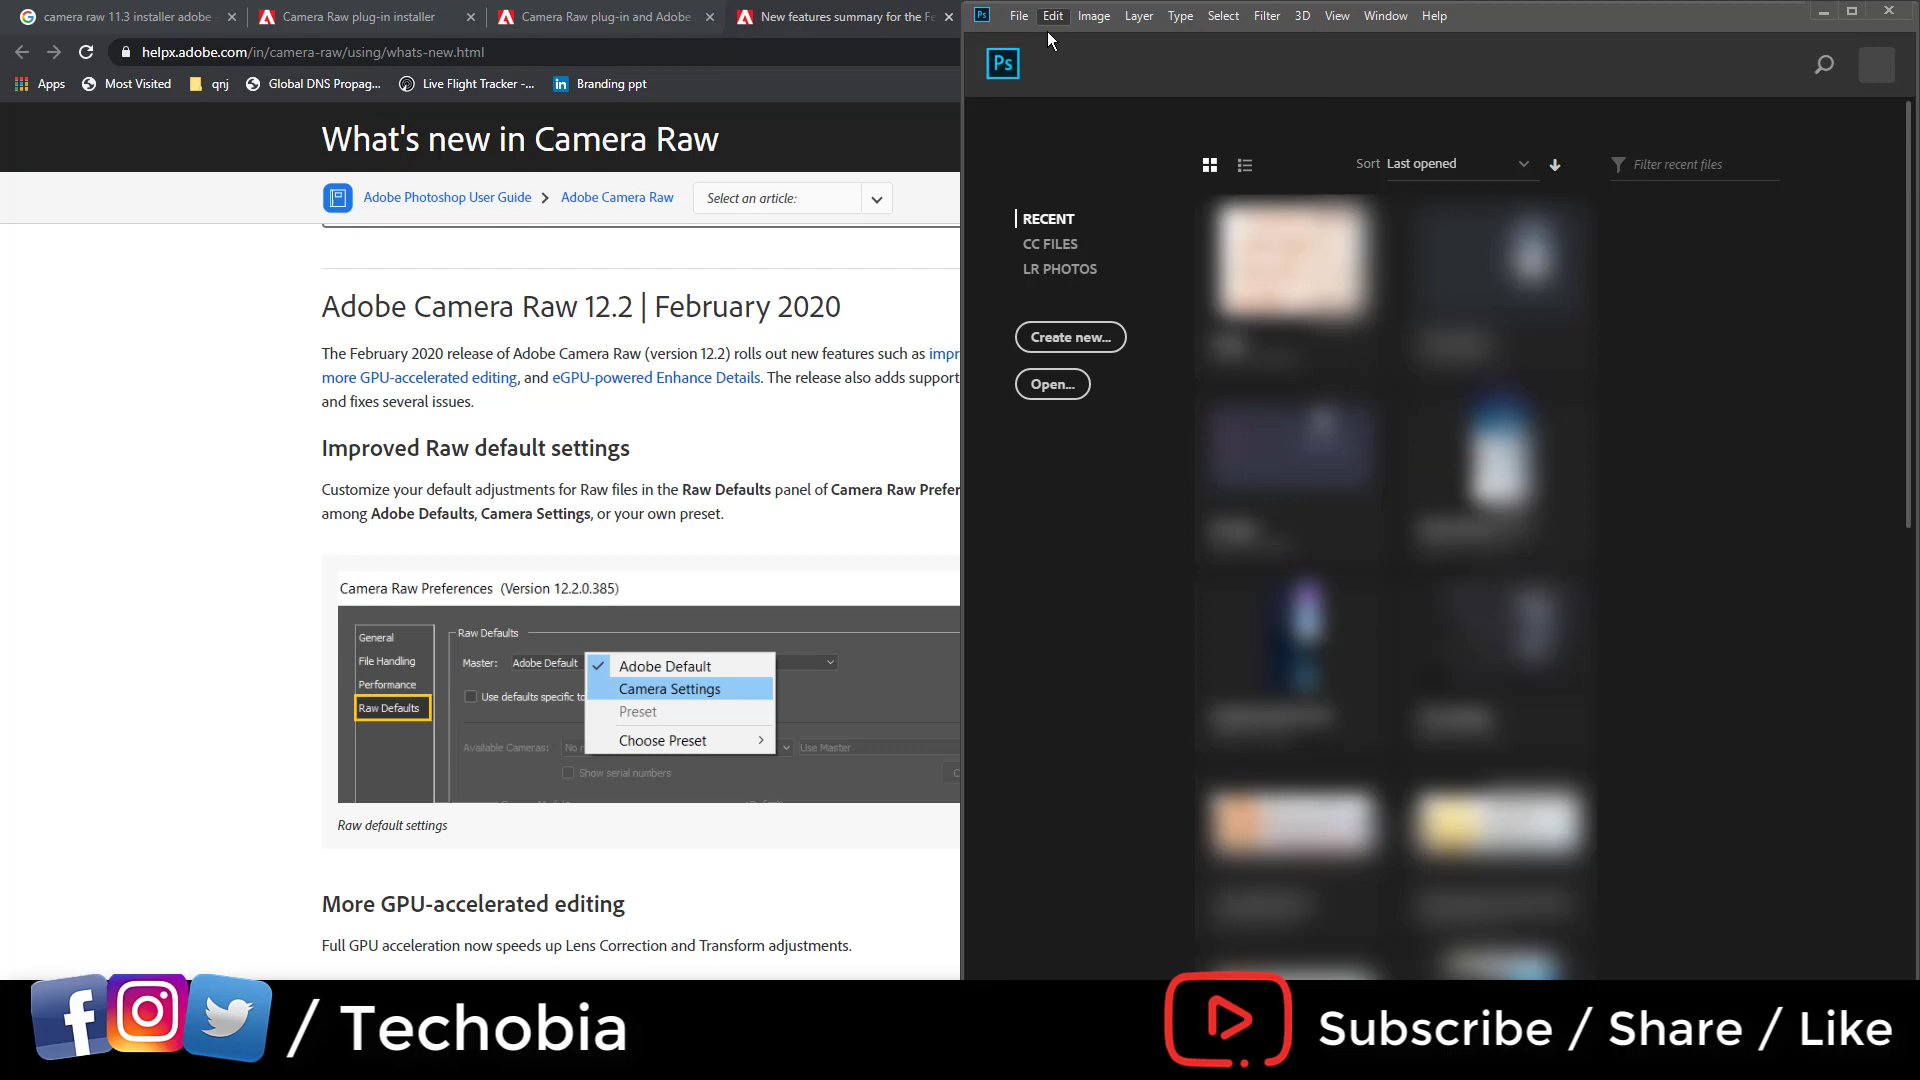 camera raw 11.3 installer adobe
Camera Raw plug-in installer
Camera Raw plug-in and Adobe
New features summary for the Fe
helpx.adobe.com/in/camera-raw/using/whats-new.html
Apps
Most Visited
qnj
Global DNS Propag...
Live Flight Tracker -...
in
Branding ppt
What's new in Camera Raw
Adobe Photoshop User Guide
Adobe Camera Raw
Select an article:
Adobe Camera Raw 12.2 | February 2020
The February 2020 release of Adobe Camera Raw (version 12.2) rolls out new features such as impr
more GPU-accelerated editing, and eGPU-powered Enhance Details. The release also adds support
and fixes several issues.
Improved Raw default settings
Customize your default adjustments for Raw files in the Raw Defaults panel of Camera Raw Prefer
among Adobe Defaults, Camera Settings, or your own preset.
Camera Raw Preferences (Version 12.2.0.385)
General
File Handling
Performance
Raw Defaults
Raw Defaults
Master: Adobe Default
Use defaults specific to
Available Cameras: No
Use Master
Show serial numbers
Adobe Default
Camera Settings
Preset
Choose Preset
Raw default settings
More GPU-accelerated editing
Full GPU acceleration now speeds up Lens Correction and Transform adjustments.
Ps
File
Edit
Image
Layer
Type
Select
Filter
3D
View
Window
Help
Ps
Sort Last opened
Filter recent files
RECENT
CC FILES
LR PHOTOS
Create new...
Open...
f
/ Techobia
Subscribe / Share / Like